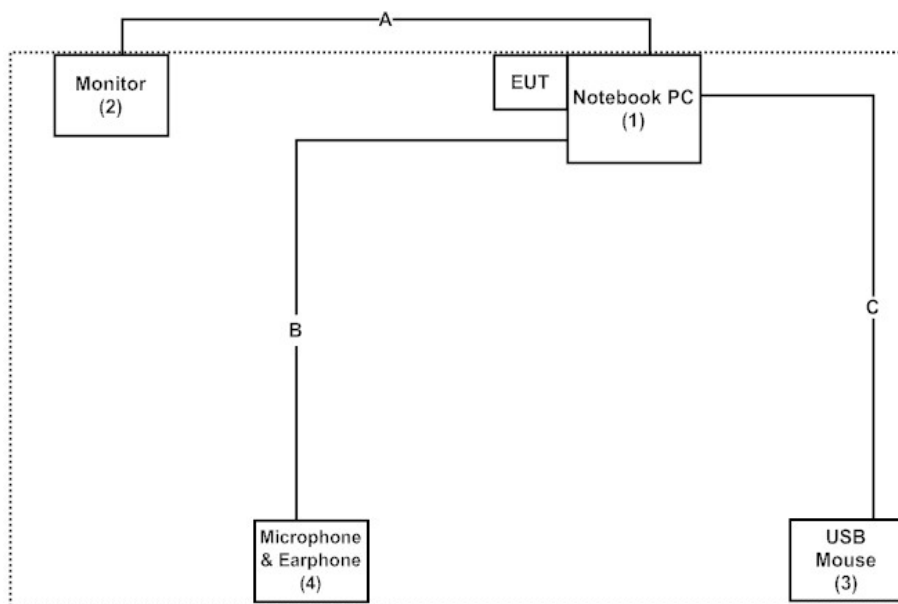 A
Monitor
(2)
EUT
Notebook PC
(1)
B
C
Microphone
& Earphone
(4)
USB
Mouse
(3)